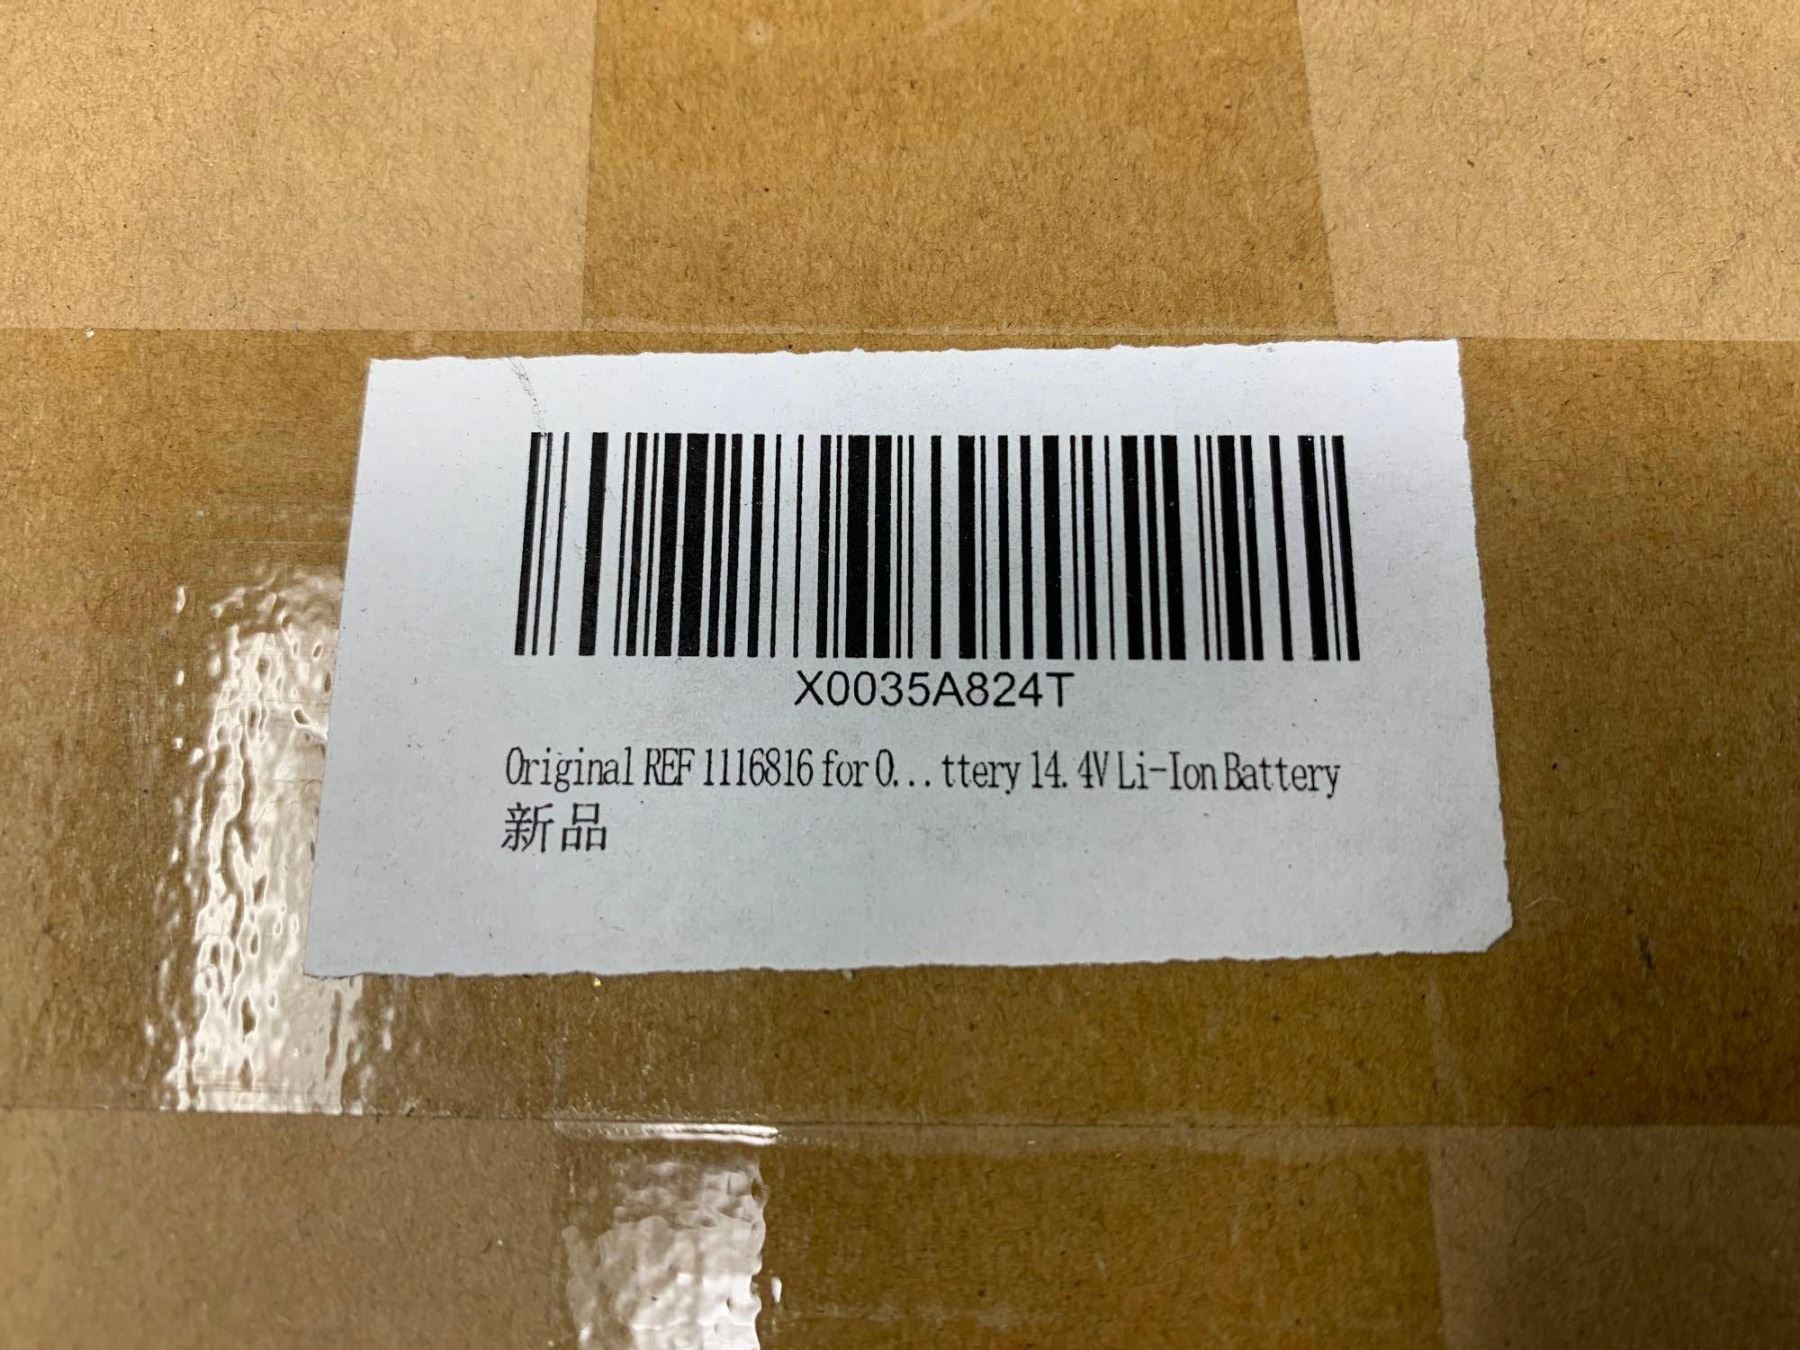 X0035A824T
Original REF 1116816 for O...ttery 14.4V Li-Ion Battery
新品